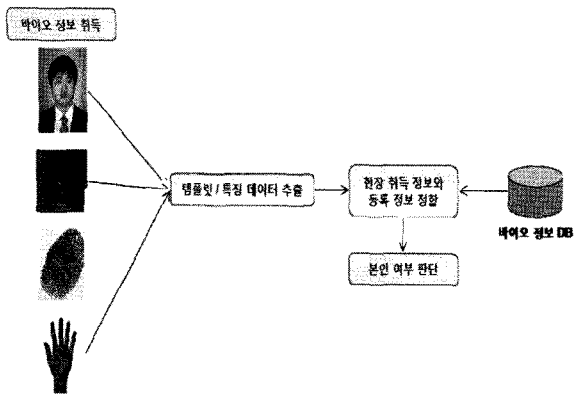 바이오 정보 취득
템플릿 / 특징 데이터 추출
현장 취득 정보와
등록 정보 정합
바이오 정보 DB
본인 여부 판단